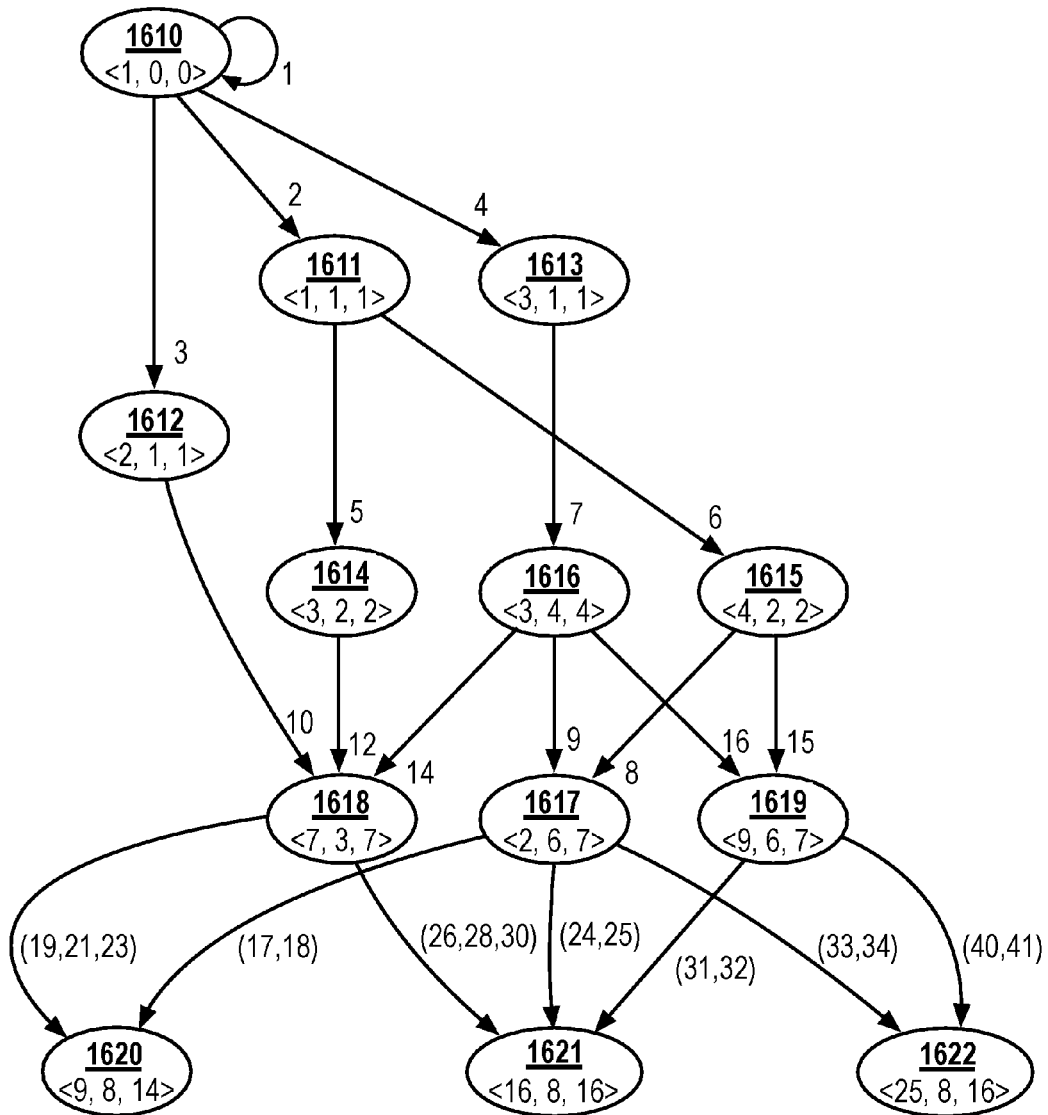 1610
<1, 0, 0>
1
2
4
1611
<1, 1, 1>
1613
<3, 1, 1>
3
1612
<2, 1, 1>
5
7
6
1614
<3, 2, 2>
1616
<3, 4, 4>
1615
<4, 2, 2>
10
12
14
9
8
16
15
1618
<7, 3, 7>
1617
<2, 6, 7>
1619
<9, 6, 7>
(19,21,23)
(17,18)
(26,28,30)
(24,25)
(31,32)
(33,34)
(40,41)
1620
<9, 8, 14>
1621
<16, 8, 16>
1622
<25, 8, 16>